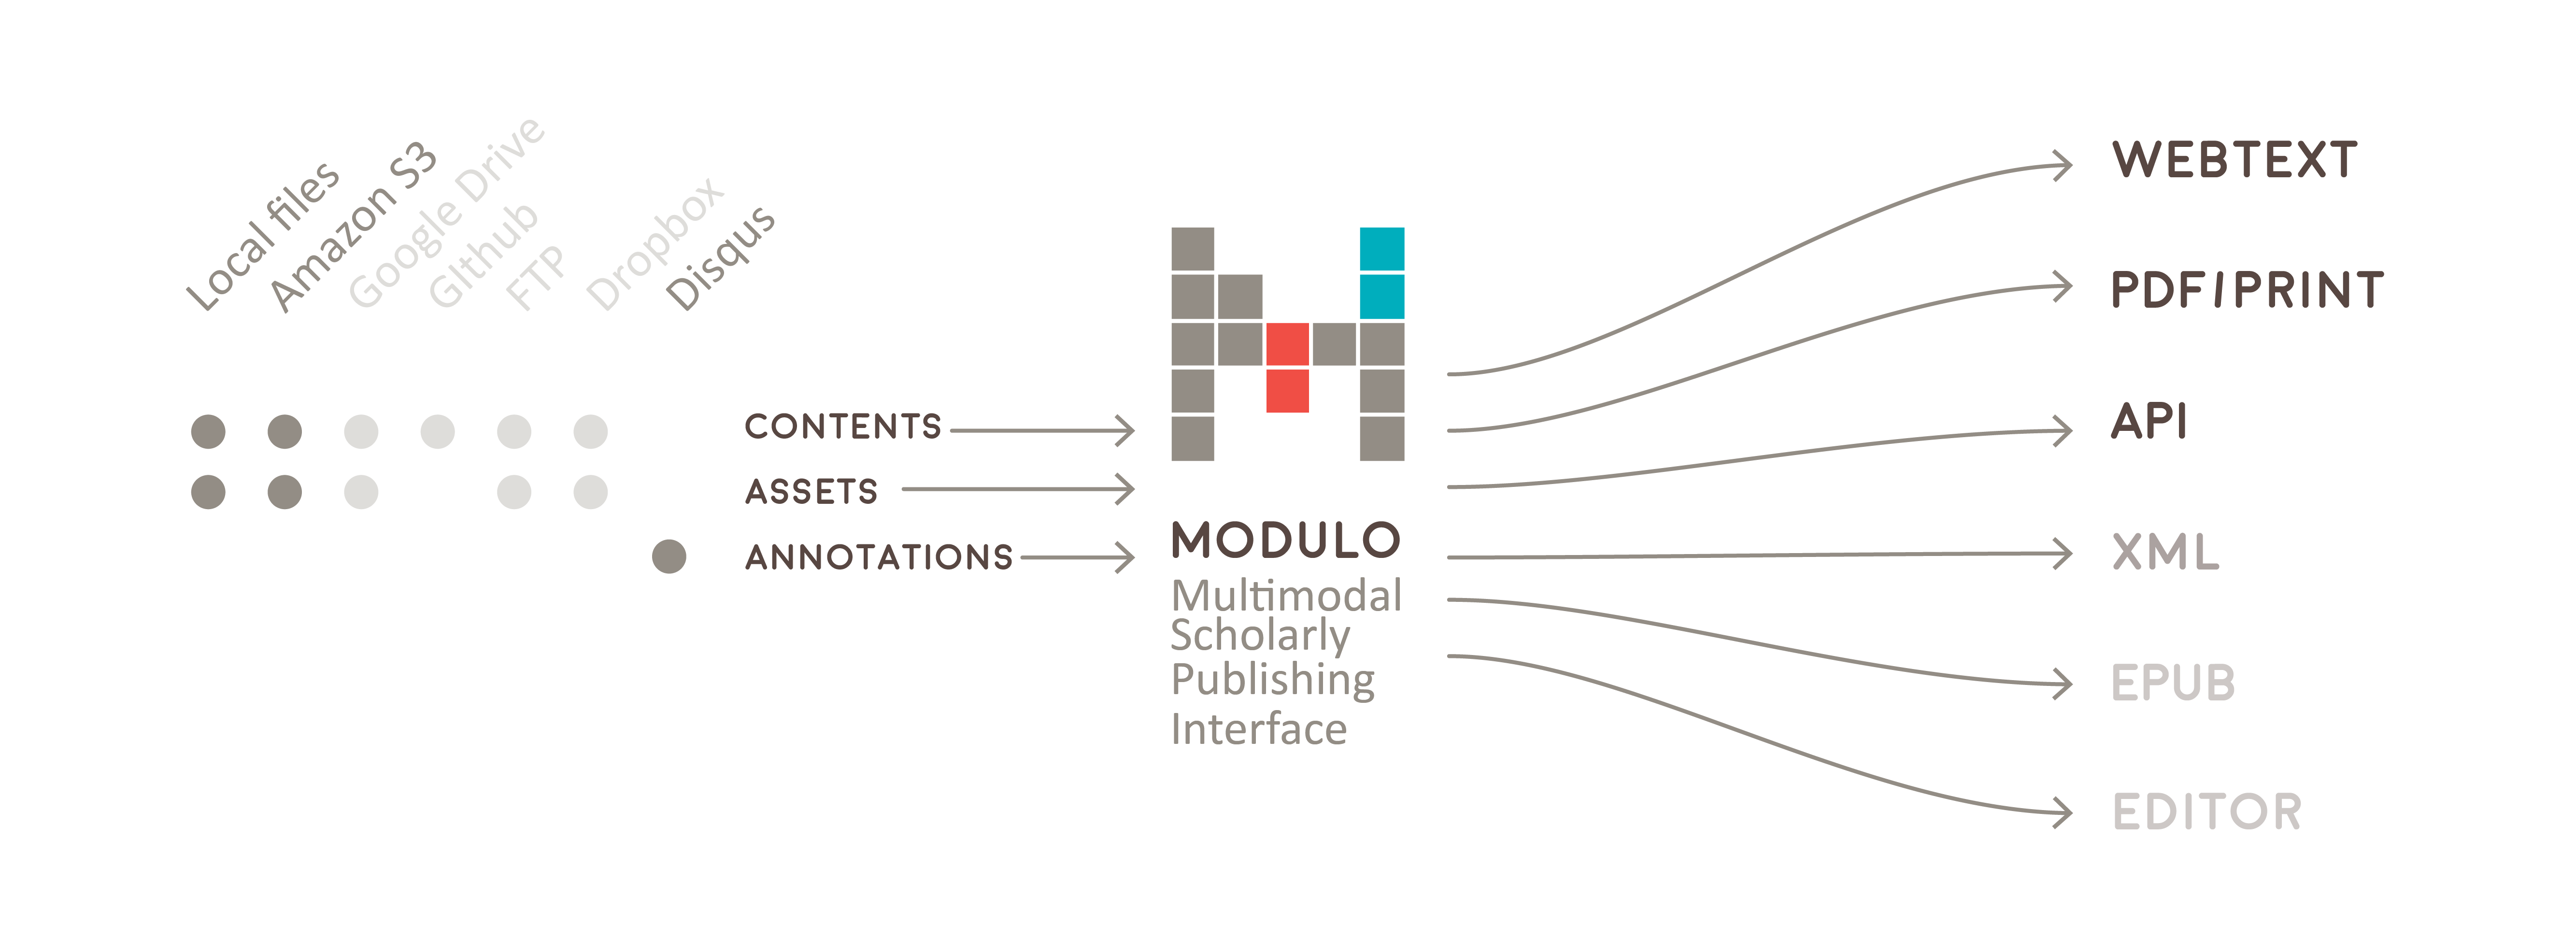 Local files
Amazon S3
Google Drive
GIthub
FTP
Dropbox
Disqus
CONTENTS
ASSETS
ANNOTATIONS
MODULO
Multimodal
Scholarly
Publishing
Interface
WEBTEXT
PDF/PRINT
API
XML
EPUB
EDITOR